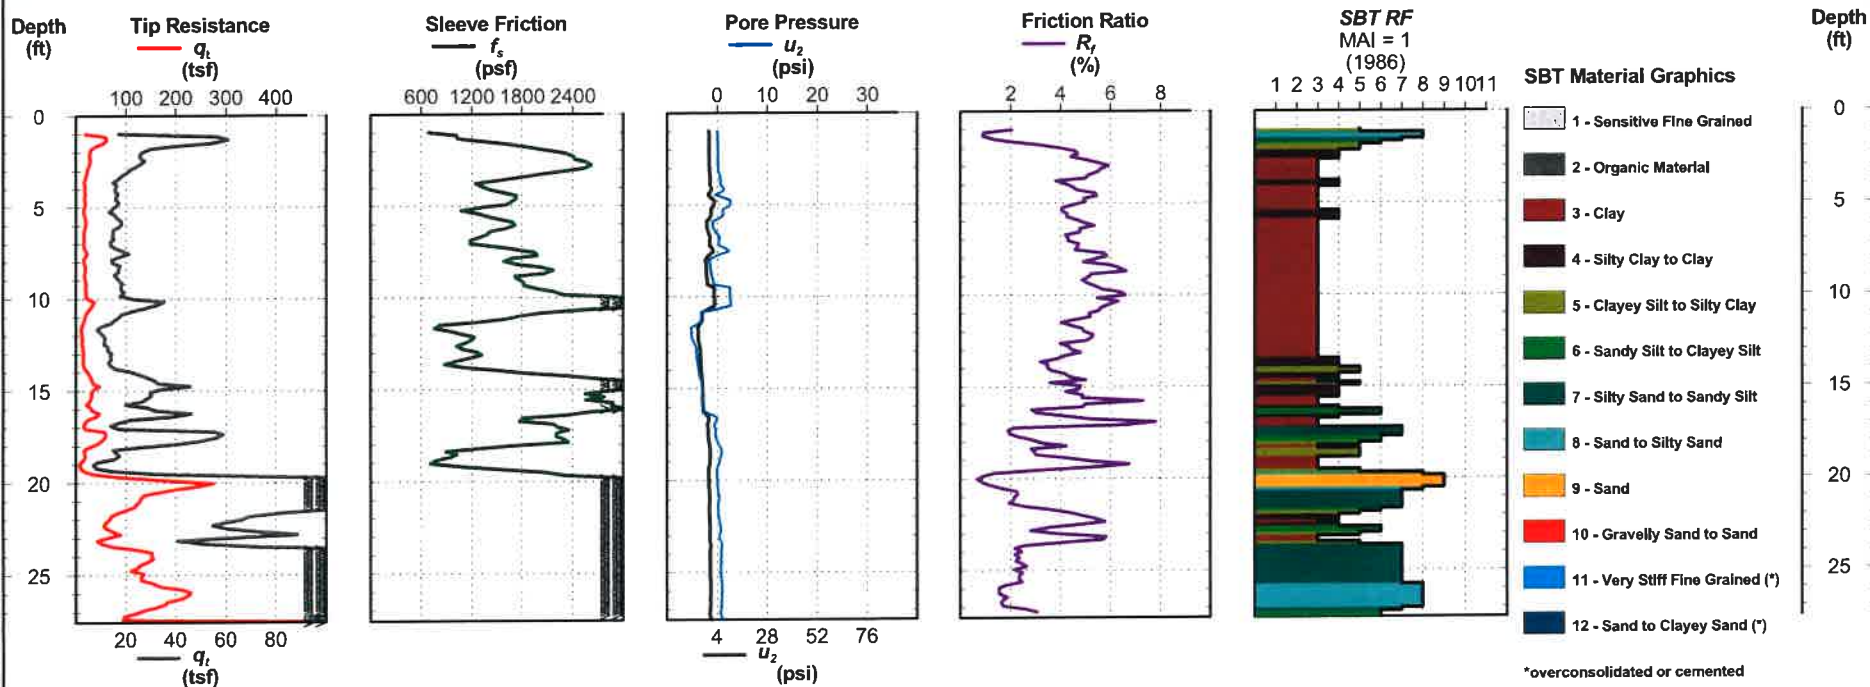 Depth
(ft)
Tip Resistance
qt
(tsf)
100 200 300 400
Sleeve Friction
fs
(psf)
600 1200 1800 2400
Pore Pressure
u2
(psi)
0 10 20 30
Friction Ratio
Rf
(%)
2 4 6 8
SBT RF
MAI = 1
(1986)
1 2 3 4 5 6 7 8 9 1011
Depth
(ft)
0
5
10
15
20
25
20 40 60 80
qt
(tsf)
4 28 52 76
u2
(psi)
SBT Material Graphics
1 - Sensitive Fine Grained
2 - Organic Material
3 - Clay
4 - Silty Clay to Clay
5 - Clayey Silt to Silty Clay
6 - Sandy Silt to Clayey Silt
7 - Silty Sand to Sandy Silt
8 - Sand to Silty Sand
9 - Sand
10 - Gravelly Sand to Sand
11 - Very Stiff Fine Grained (*)
12 - Sand to Clayey Sand (*)
*overconsolidated or cemented
0
5
10
15
20
25